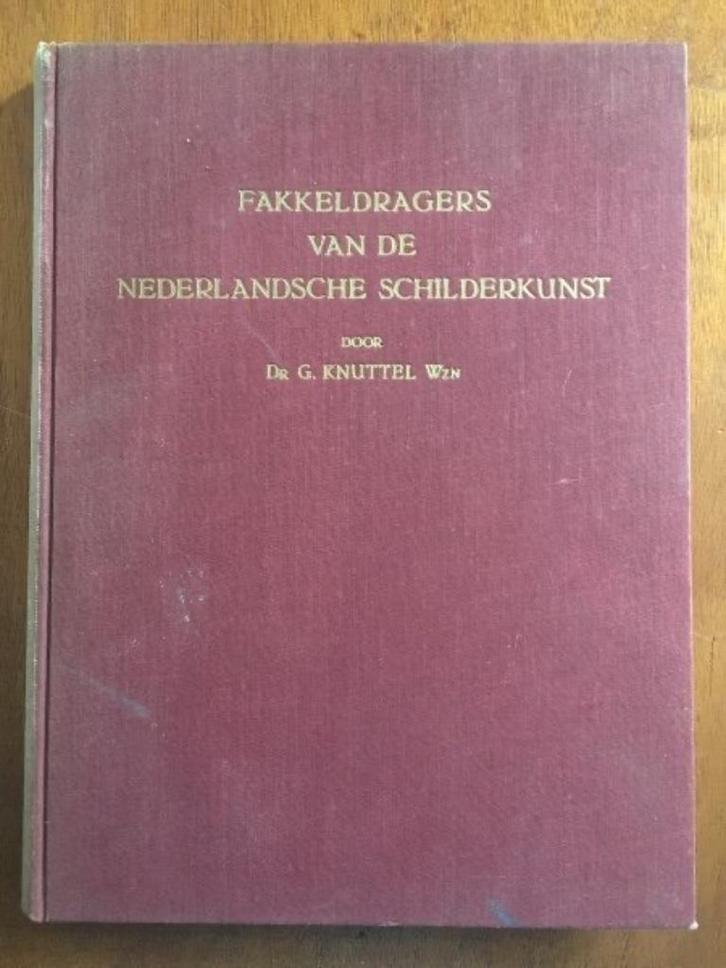 FAKKELDRAGERS
VAN DE
NEDERLANDSCHE SCHILDERKUNST
DOOR
DR G. KNUTTEL WZN